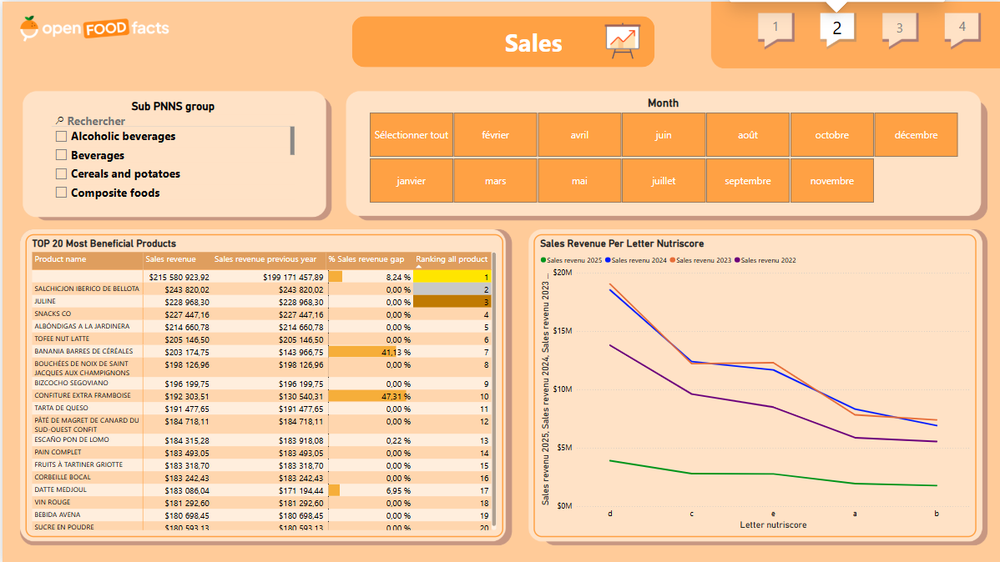 open FOOD facts
Sales
1
2
3
4
Sub PNNS group
Rechercher
Alcoholic beverages
Beverages
Cereals and potatoes
Composite foods
Month
Sélectionner tout février avril juin août octobre décembre
janvier mars mai juillet septembre novembre
TOP 20 Most Beneficial Products
Product name Sales revenue Sales revenue previous year % Sales revenue gap Ranking all product
$215 580 923,92 $199 171 457,89 8,24 % 1
SALCHICJON IBERICO DE BELLOTA $243 820,02 $243 820,02 0,00 % 2
JULINE $228 968,30 $228 968,30 0,00 % 3
SNACKS CO $227 447,16 $227 447,16 0,00 % 4
ALBÓNDIGAS A LA JARDINERA $214 660,78 $214 660,78 0,00 % 5
TOFEE NUT LATTE $205 146,50 $205 146,50 0,00 % 6
BANANIA BARRES DE CÉRÉALES $203 174,75 $143 966,75 41,13 % 7
BOUCHÉES DE NOIX DE SAINT
JACQUES AUX CHAMPIGNONS $198 126,96 $198 126,96 0,00 % 8
BIZCOCHO SEGOVIANO $196 199,75 $196 199,75 0,00 % 9
CONFITURE EXTRA FRAMBOISE $192 303,51 $130 540,31 47,31 % 10
TARTA DE QUESO $191 477,65 $191 477,65 0,00 % 11
PÂTÉ DE MAGRET DE CANARD DU
SUD-OUEST CONFIT $184 718,11 $184 718,11 0,00 % 12
ESCAÑO PON DE LOMO $184 315,28 $183 918,08 0,22 % 13
PAIN COMPLET $183 493,05 $183 493,05 0,00 % 14
FRUITS À TARTINER GRIOTTE $183 318,70 $183 318,70 0,00 % 15
CORBEILLE BOCAL $183 242,43 $183 242,43 0,00 % 16
DATTE MEDJOUL $183 086,04 $171 194,44 6,95 % 17
VIN ROUGE $181 292,60 $181 292,60 0,00 % 18
BEBIDA AVENA $180 698,45 $180 698,45 0,00 % 19
SUCRE EN POUDRE $180 593,13 $180 593,13 0,00 % 20
Sales Revenue Per Letter Nutriscore
Sales revenu 2025 Sales revenu 2024 Sales revenu 2023 Sales revenu 2022
Sales revenu 2025, Sales revenu 2024, Sales revenu 2023 ...
$20M
$15M
$10M
$5M
$0M
d c e a b
Letter nutriscore